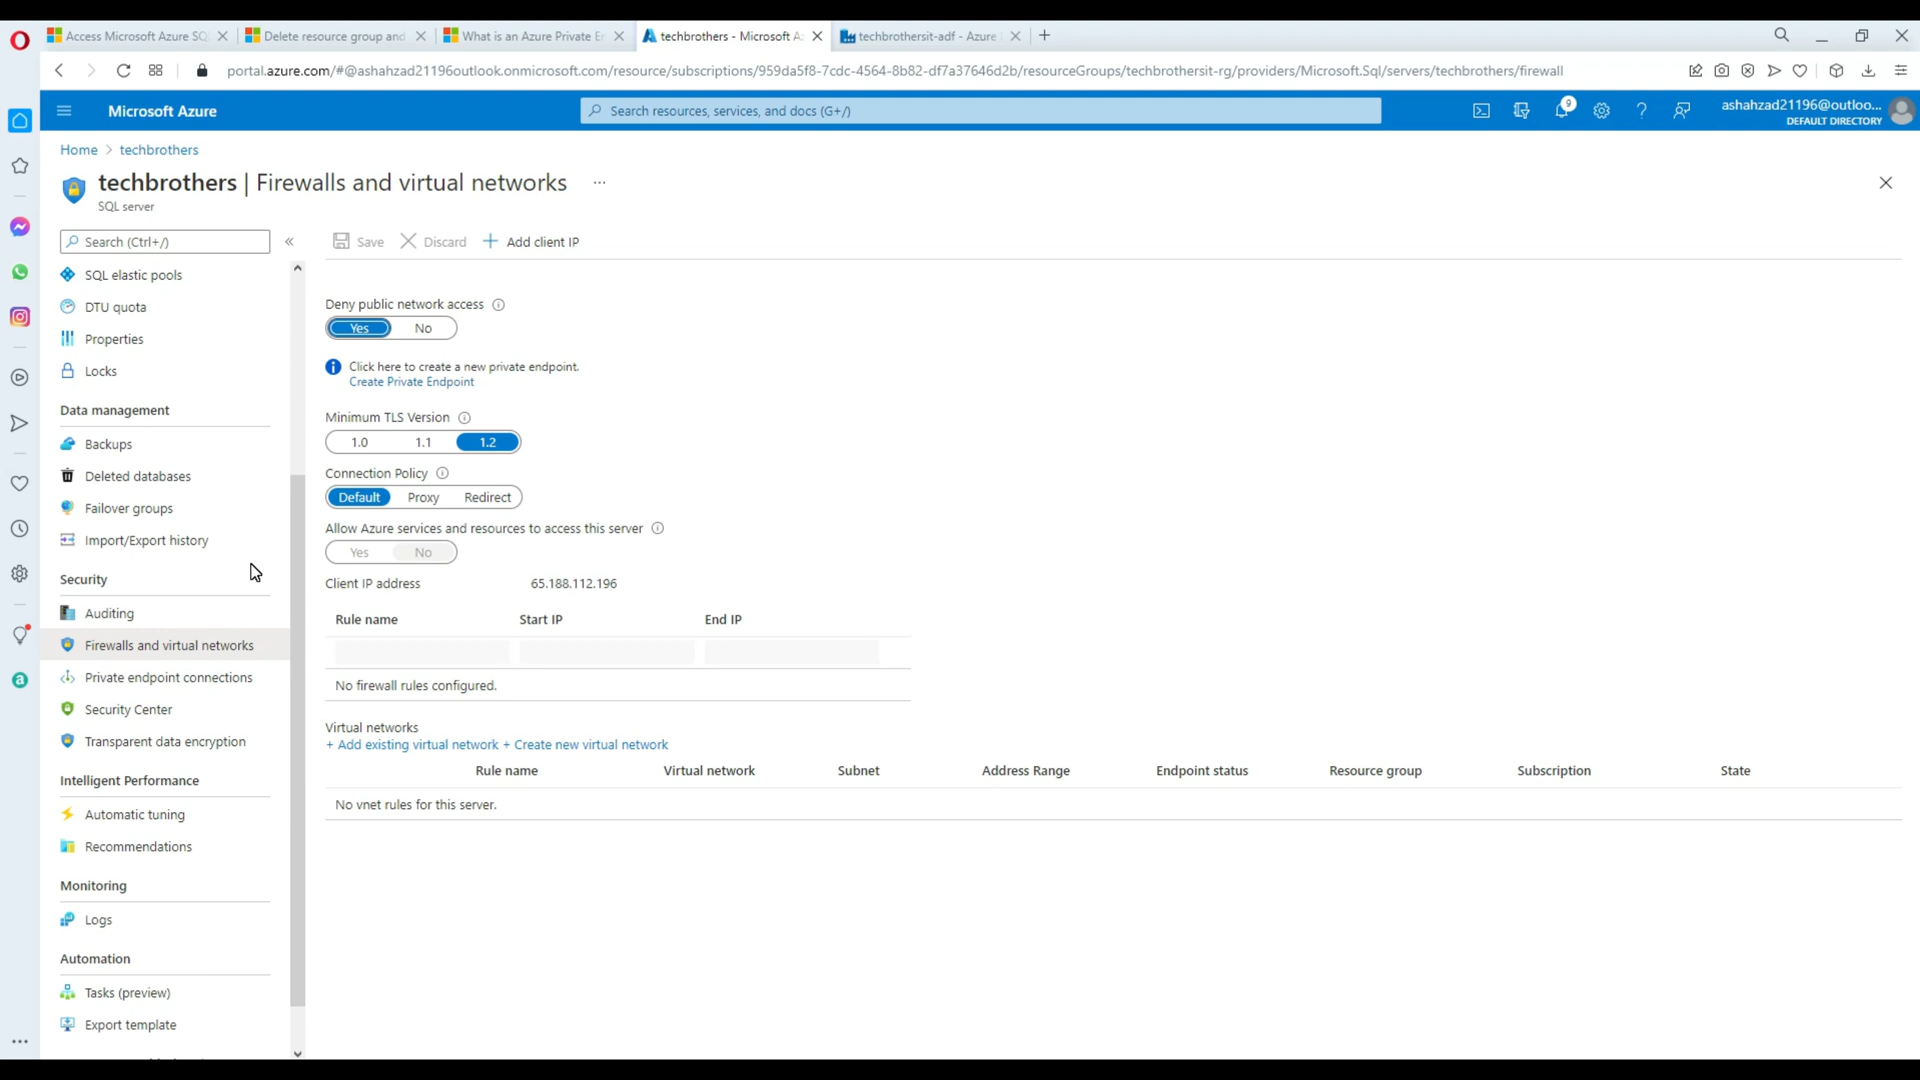 Access Microsoft Azure SQ
Delete resource group and
What is an Azure Private Er
techbrothers - Microsoft Az
techbrothersit-adf - Azure
portal.azure.com/#@ashahzad21196outlook.onmicrosoft.com/resource/subscriptions/959da5f8-7cdc-4564-8b82-df7a37646d2b/resourceGroups/techbrothersit-rg/providers/Microsoft.Sql/servers/techbrothers/firewall
Microsoft Azure
Search resources, services, and docs (G+/)
9
ashahzad21196@outloo...
DEFAULT DIRECTORY
Home > techbrothers
techbrothers | Firewalls and virtual networks ...
SQL server
Search (Ctrl+/)
«
Save
Discard
Add client IP
SQL elastic pools
DTU quota
Properties
Locks
Data management
Backups
Deleted databases
Failover groups
Import/Export history
Security
Auditing
Firewalls and virtual networks
Private endpoint connections
Security Center
Transparent data encryption
Intelligent Performance
Automatic tuning
Recommendations
Monitoring
Logs
Automation
Tasks (preview)
Export template
Deny public network access
Yes No
Click here to create a new private endpoint.
Create Private Endpoint
Minimum TLS Version
1.0 1.1 1.2
Connection Policy
Default Proxy Redirect
Allow Azure services and resources to access this server
Yes No
Client IP address 65.188.112.196
Rule name Start IP End IP
No firewall rules configured.
Virtual networks
+ Add existing virtual network + Create new virtual network
Rule name Virtual network Subnet Address Range Endpoint status Resource group Subscription State
No vnet rules for this server.